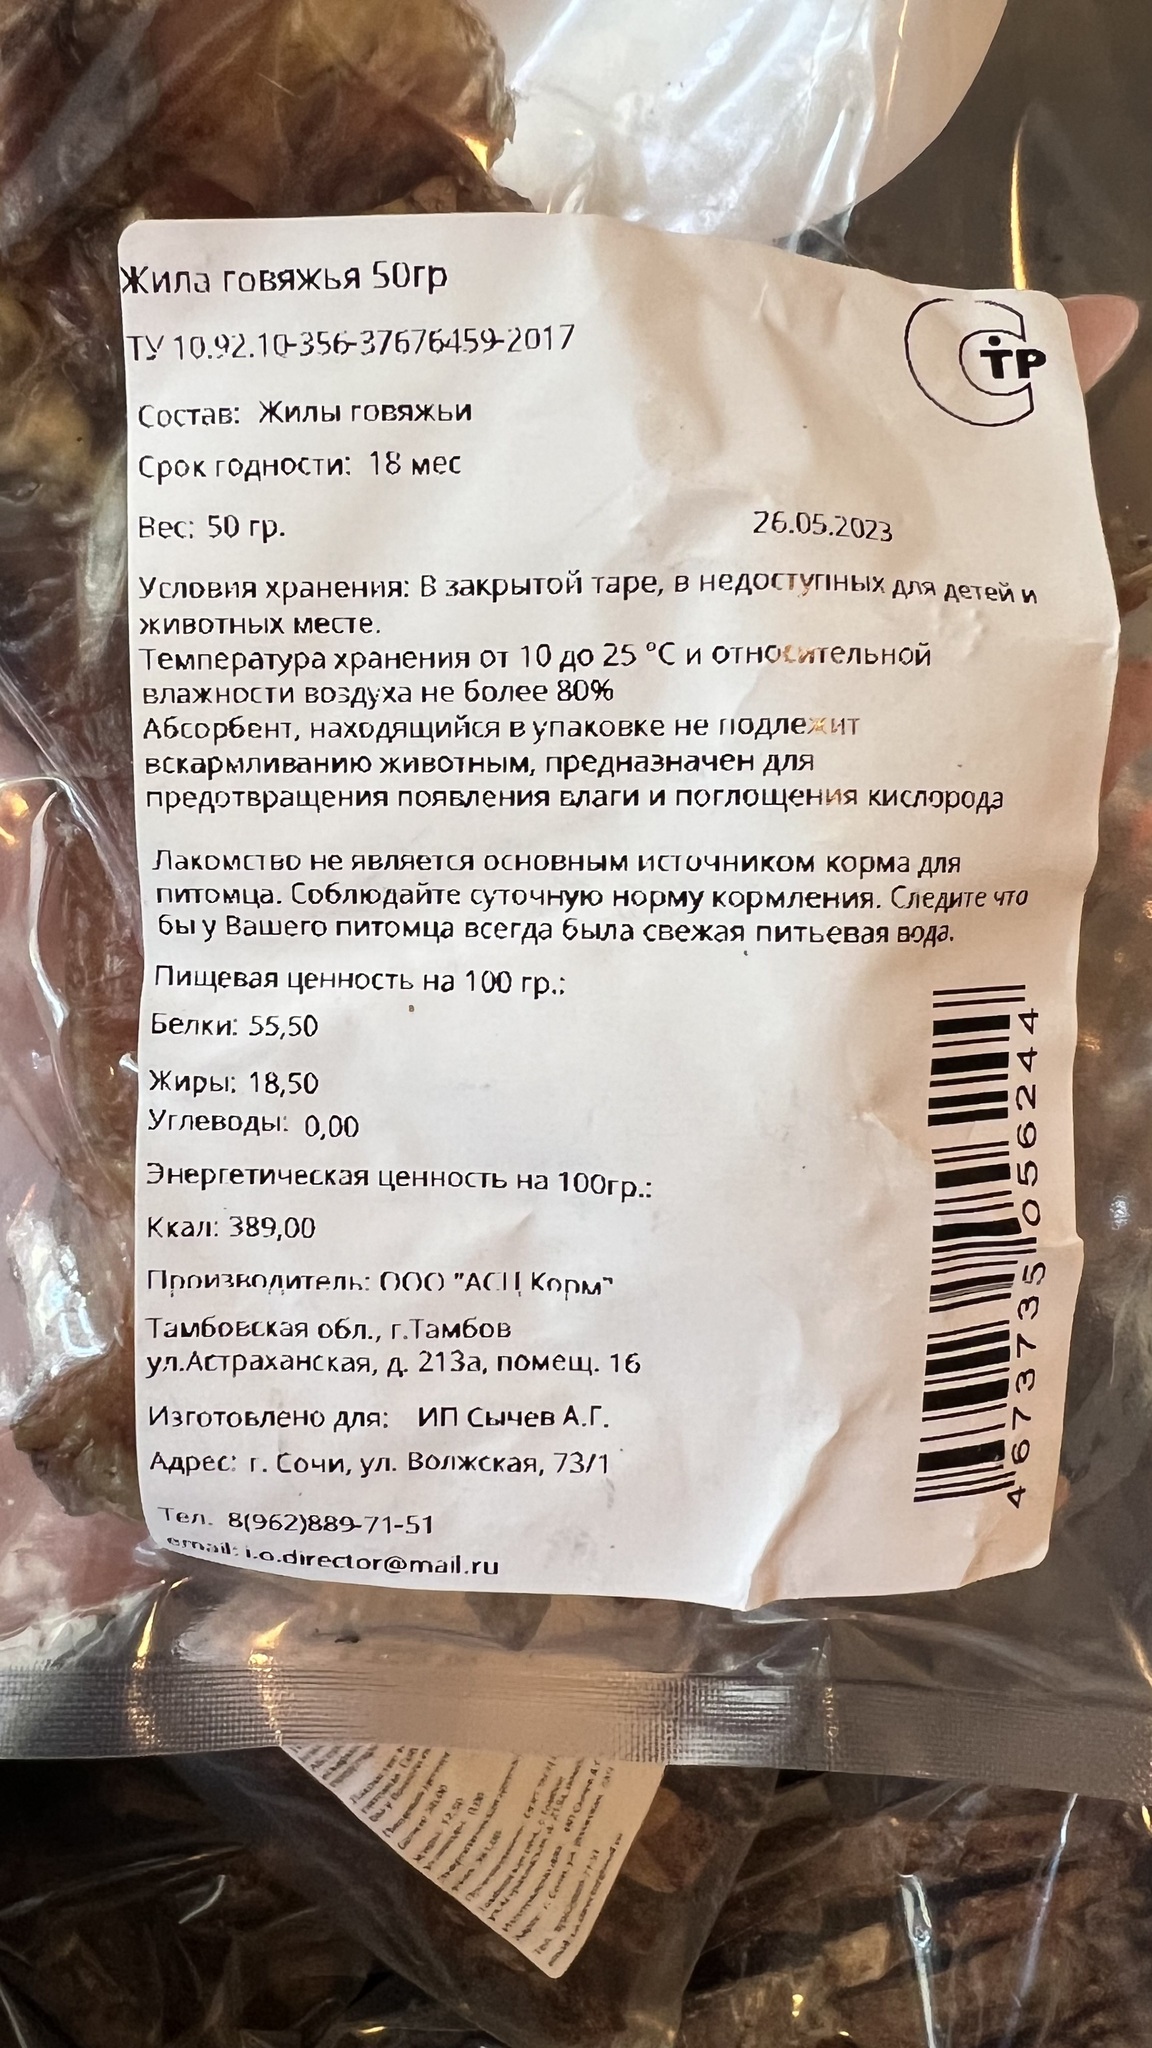 Жила говяжья 50гр
ТУ 10.92.10-356-37676459-2017
СТР
Состав: Жилы говяжьи
Срок годности: 18 мес
Вес: 50 гр.
26.05.2023
Условия хранения: В закрытой таре, в недоступных для детей и
животных месте.
Температура хранения от 10 до 25 °С и относительной
влажности воздуха не более 80%
Абсорбент, находящийся в упаковке не подлежит
вскармливанию животным, предназначен для
предотвращения появления влаги и поглощения кислорода
Лакомство не является основным источником корма для
питомца. Соблюдайте суточную норму кормления. Следите что
бы у Вашего питомца всегда была свежая питьевая вода.
Пищевая ценность на 100 гр.:
Белки: 55,50
Жиры: 18,50
Углеводы: 0,00
Энергетическая ценность на 100гр.:
Ккал: 389,00
Производитель: ООО "АСЦ Корм"
Тамбовская обл., г.Тамбов
ул.Астраханская, д. 213а, помещ. 16
Изготовлено для: ИП Сычев А.Г.
Адрес: г. Сочи, ул. Волжская, 73/1
Тел. 8(962)889-71-51
email: i.o.director@mail.ru
4 673735 056244